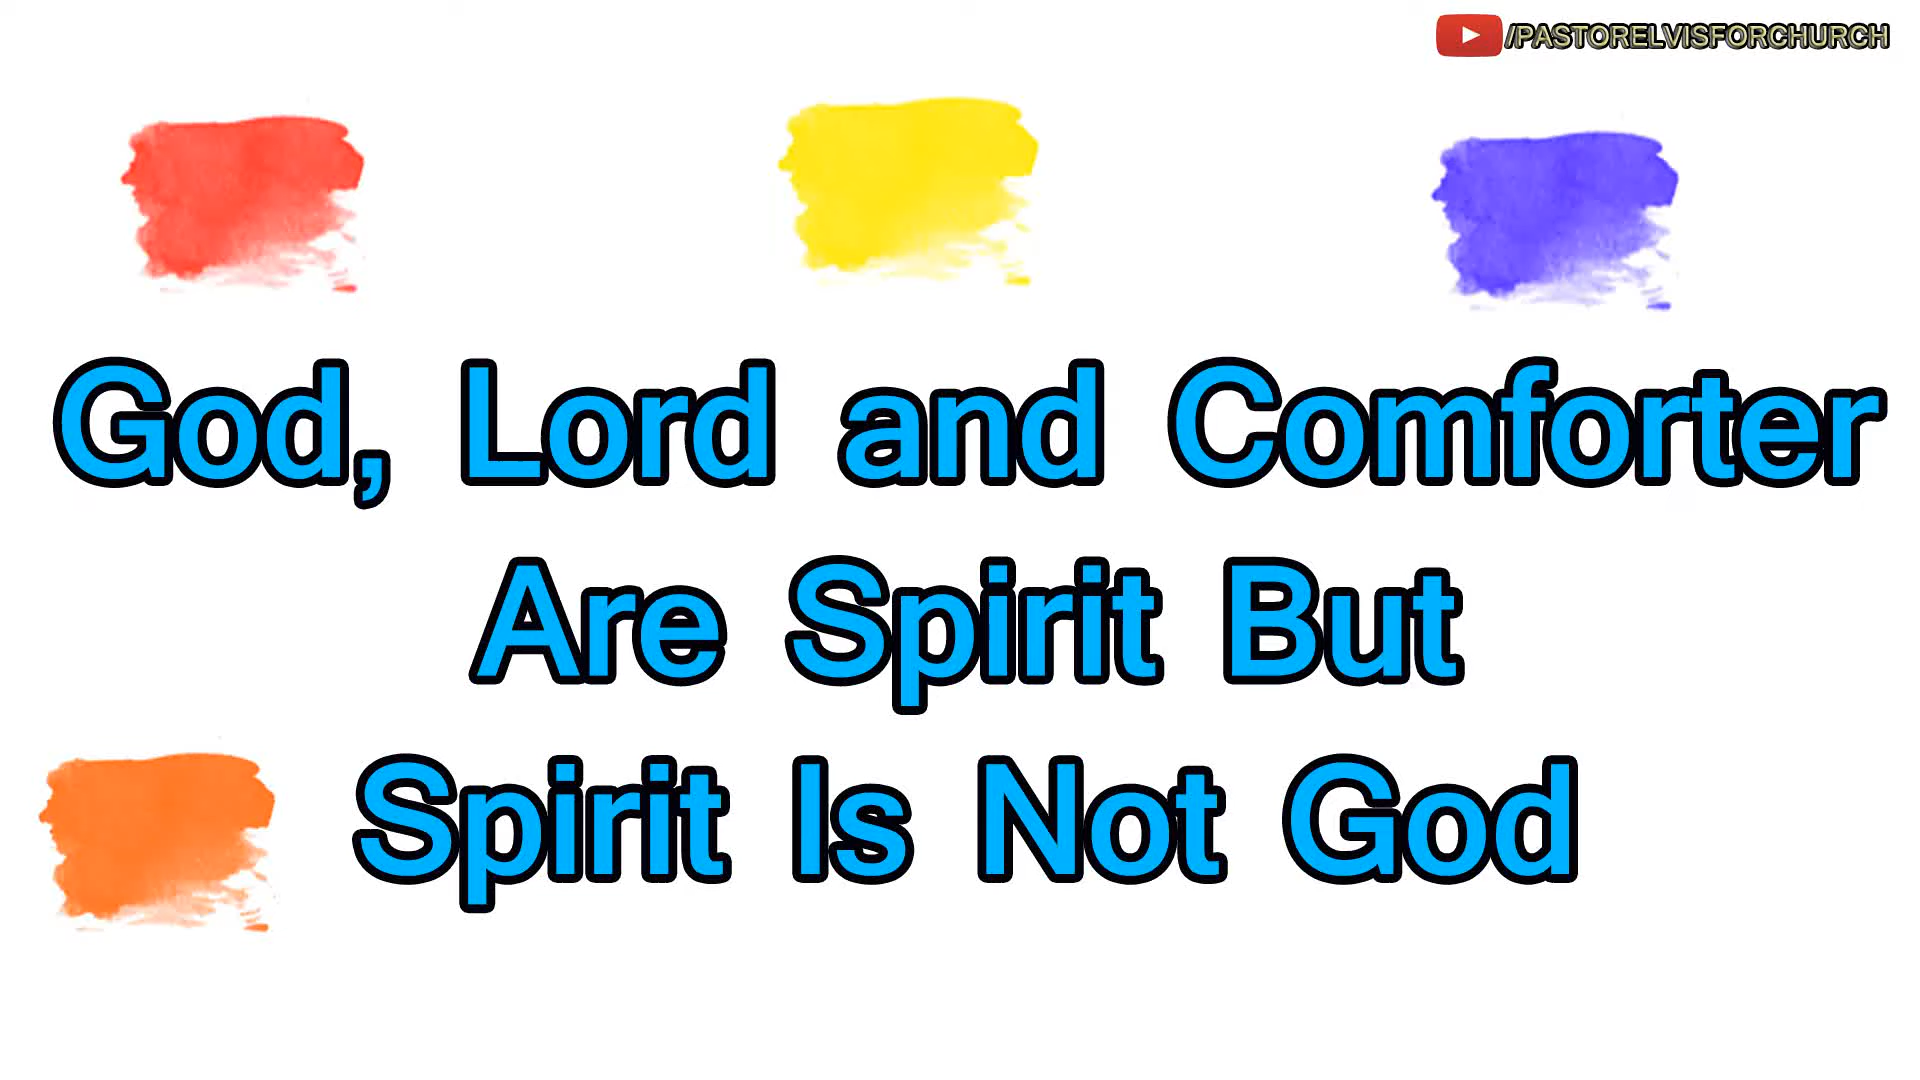 /PASTORELVISFORCHURCH
God, Lord and Comforter
Are Spirit But
Spirit Is Not God